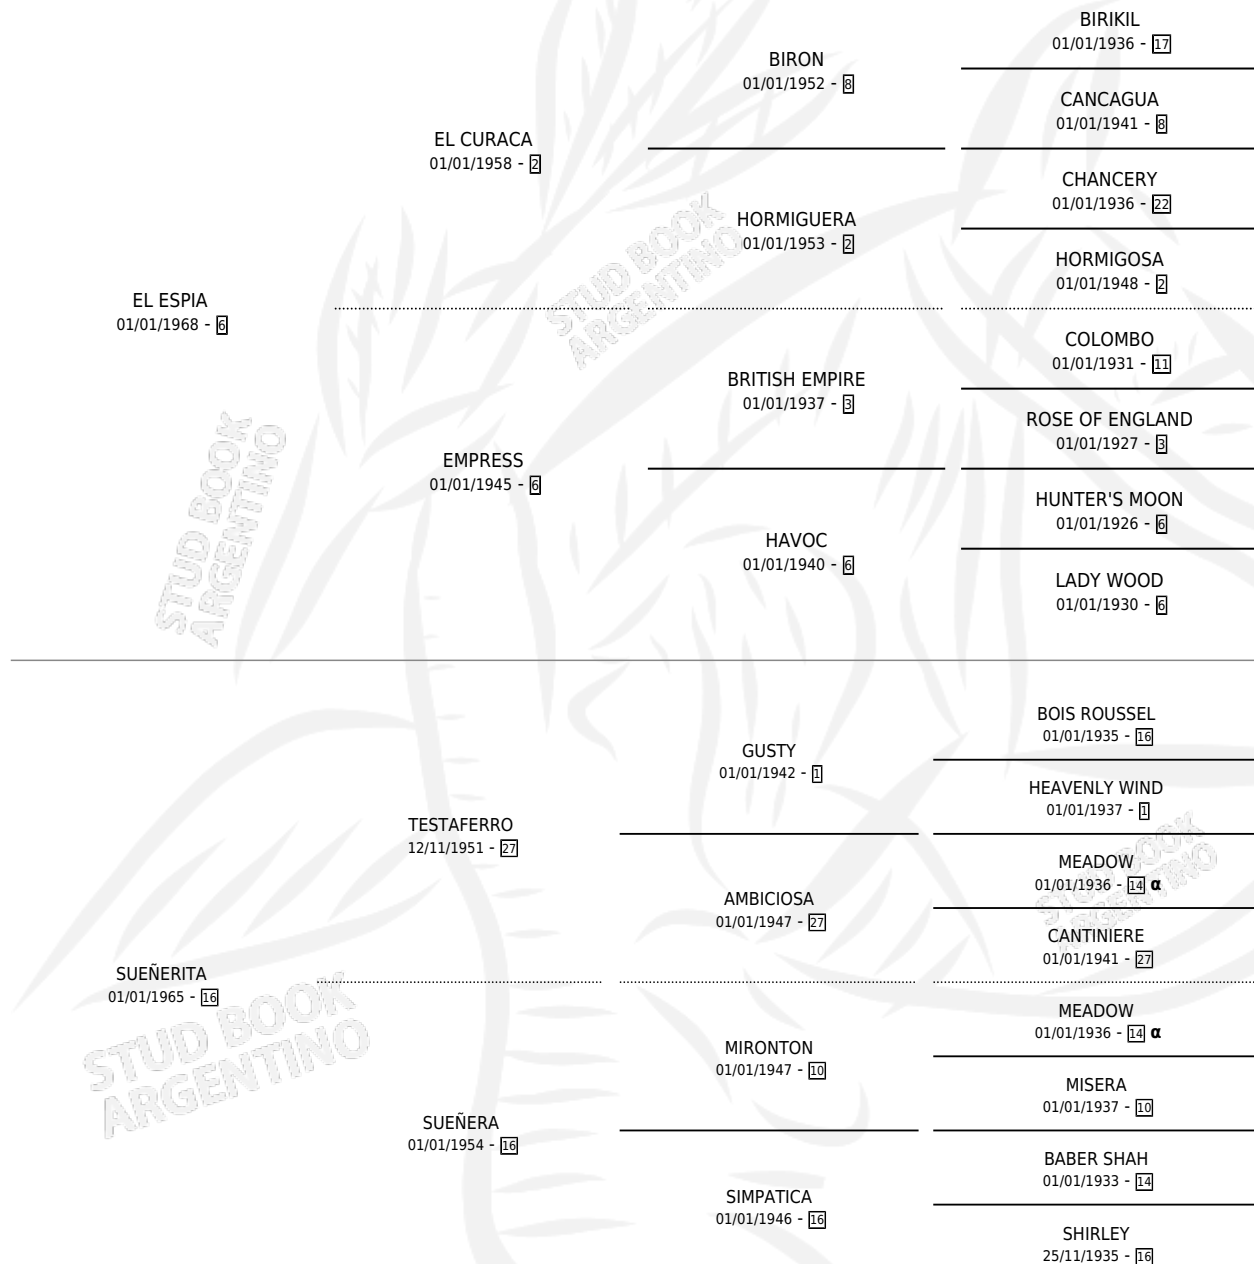 BIRIKIL
01/01/1936 - 17
BIRON
01/01/1952 - 8
CANCAGUA
01/01/1941 - 8
EL CURACA
01/01/1958 - 2
CHANCERY
01/01/1936 - 22
HORMIGUERA
01/01/1953 - 2
HORMIGOSA
01/01/1948 - 2
STUD BOOK
ARGENTINO
EL ESPIA
01/01/1968 - 6
COLOMBO
01/01/1931 - 11
BRITISH EMPIRE
01/01/1937 - 3
ROSE OF ENGLAND
01/01/1927 - 3
EMPRESS
01/01/1945 - 6
HUNTER'S MOON
01/01/1926 - 6
HAVOC
01/01/1940 - 6
LADY WOOD
01/01/1930 - 6
STUD BOOK
ARGENTINO
BOIS ROUSSEL
01/01/1935 - 16
GUSTY
01/01/1942 - 1
HEAVENLY WIND
01/01/1937 - 1
TESTAFERRO
12/11/1951 - 27
MEADOW
01/01/1936 - 14 α
AMBICIOSA
01/01/1947 - 27
CANTINIERE
01/01/1941 - 27
STUD BOOK
ARGENTINO
SUEÑERITA
01/01/1965 - 16
MEADOW
01/01/1936 - 14 α
MIRONTON
01/01/1947 - 10
MISERA
01/01/1937 - 10
SUEÑERA
01/01/1954 - 16
BABER SHAH
01/01/1933 - 14
SIMPATICA
01/01/1946 - 16
SHIRLEY
25/11/1935 - 16
STUD BOOK
ARGENTINO